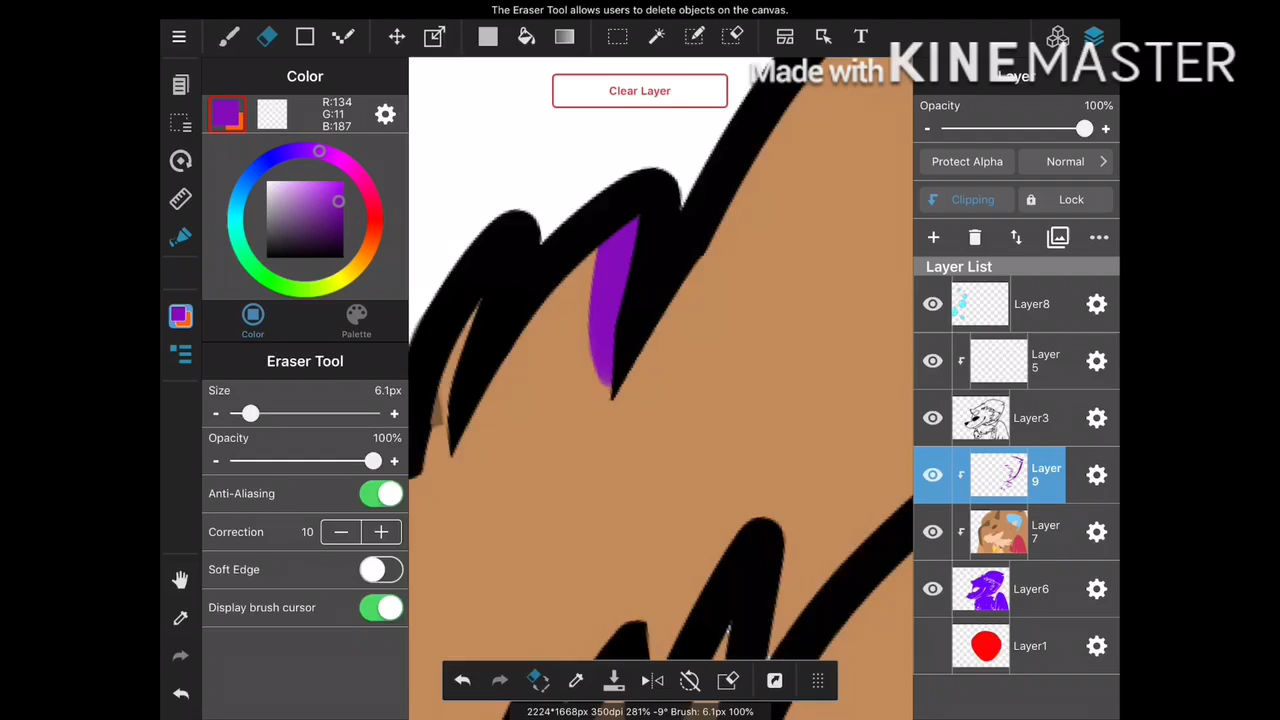 The Eraser Tool allows users to delete objects on the canvas.
T
Made with KINEMASTER
Color
Clear Layer
Layer
R:134
G:11
B:187
Opacity 100%
- +
Protect Alpha Normal
Clipping Lock
Layer List
Layer8
Layer
5
Layer3
Layer
9
Layer
7
Layer6
Layer1
Color Palette
Eraser Tool
Size 6.1px
- +
Opacity 100%
- +
Anti-Aliasing
Correction 10 - +
Soft Edge
Display brush cursor
2224*1668px 350dpi 281% -9° Brush: 6.1px 100%